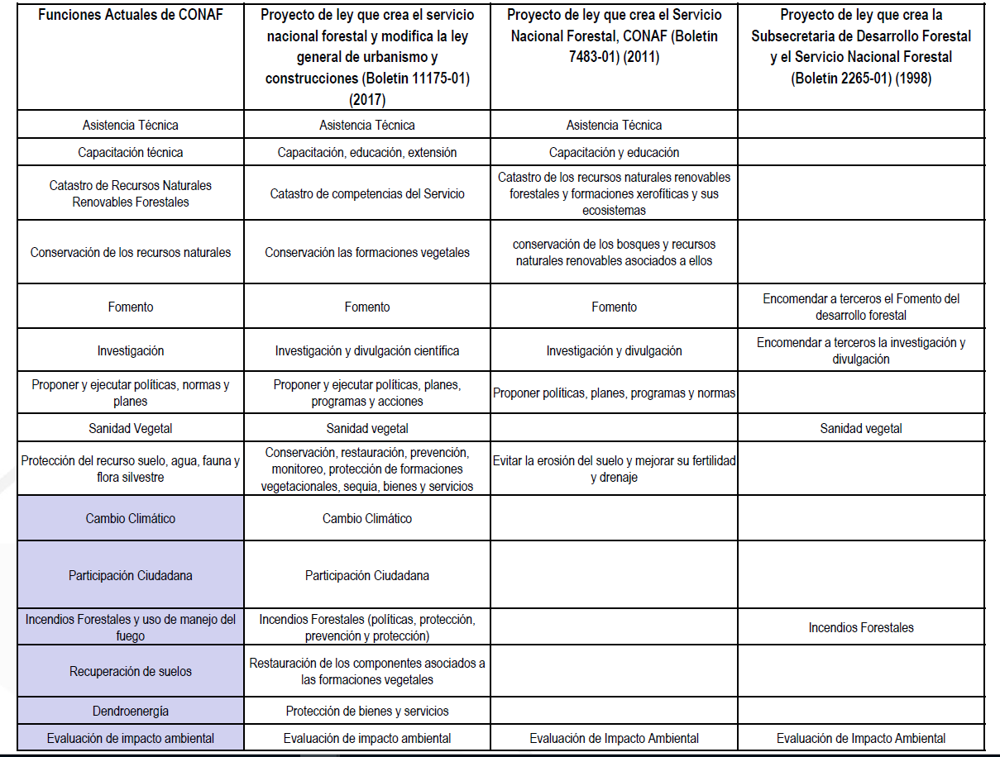 Funciones Actuales de CONAF
Proyecto de ley que crea el servicio
nacional forestal y modifica la ley
general de urbanismo y
construcciones (Boletín 11175-01)
(2017)
Proyecto de ley que crea el Servicio
Nacional Forestal, CONAF (Boletín
7483-01) (2011)
Proyecto de ley que crea la
Subsecretaria de Desarrollo Forestal
y el Servicio Nacional Forestal
(Boletín 2265-01) (1998)
Asistencia Técnica
Asistencia Técnica
Asistencia Técnica
Capacitación técnica
Capacitación, educación, extensión
Capacitación y educación
Catastro de Recursos Naturales
Renovables Forestales
Catastro de competencias del Servicio
Catastro de los recursos naturales renovables
forestales y formaciones xerofíticas y sus
ecosistemas
Conservación de los recursos naturales
Conservación las formaciones vegetales
conservación de los bosques y recursos
naturales renovables asociados a ellos
Fomento
Fomento
Fomento
Encomendar a terceros el Fomento del
desarrollo forestal
Investigación
Investigación y divulgación científica
Investigación y divulgación
Encomendar a terceros la investigación y
divulgación
Proponer y ejecutar políticas, normas y
planes
Proponer y ejecutar políticas, planes,
programas y acciones
Proponer políticas, planes, programas y normas
Sanidad Vegetal
Sanidad vegetal
Sanidad vegetal
Protección del recurso suelo, agua, fauna y
flora silvestre
Conservación, restauración, prevención,
monitoreo, protección de formaciones
vegetacionales, sequia, bienes y servicios
Evitar la erosión del suelo y mejorar su fertilidad
y drenaje
Cambio Climático
Cambio Climático
Participación Ciudadana
Participación Ciudadana
Incendios Forestales y uso de manejo del
fuego
Incendios Forestales (políticas, protección,
prevención y protección)
Incendios Forestales
Recuperación de suelos
Restauración de los componentes asociados a
las formaciones vegetales
Dendroenergía
Protección de bienes y servicios
Evaluación de impacto ambiental
Evaluación de impacto ambiental
Evaluación de Impacto Ambiental
Evaluación de Impacto Ambiental